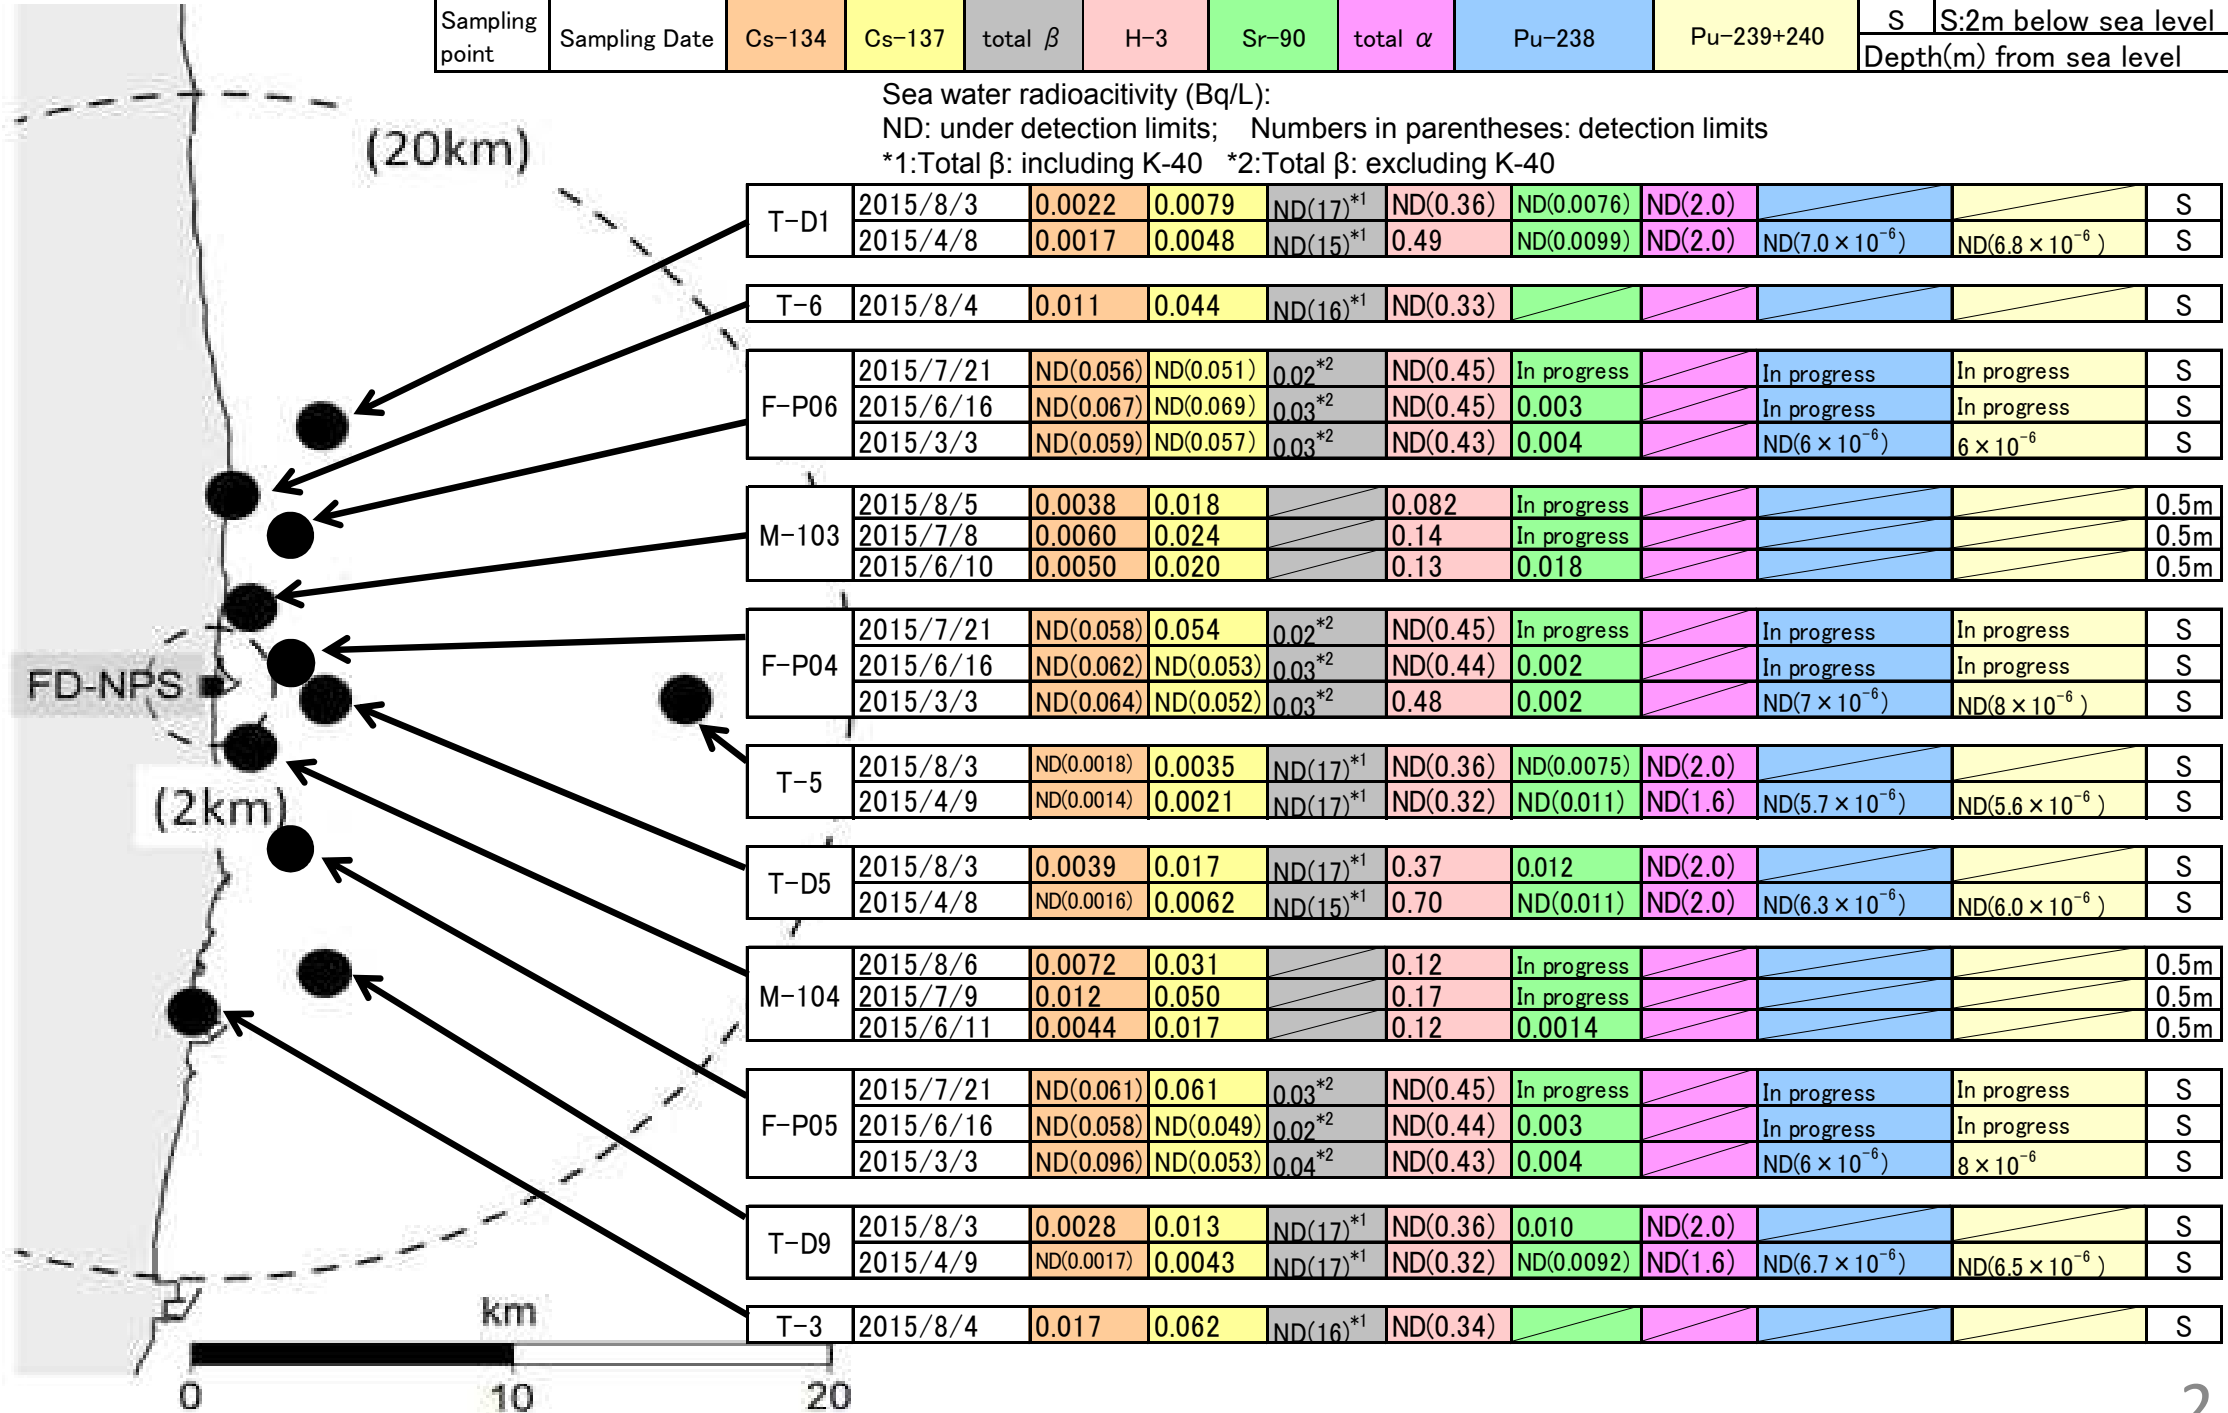 Sampling point Sampling Date Cs-134 Cs-137 total β H-3 Sr-90 total α Pu-238 Pu-239+240 S S:2m below sea level
Depth(m) from sea level
Sea water radioacitivity (Bq/L):
ND: under detection limits; Numbers in parentheses: detection limits
*1:Total β: including K-40 *2:Total β: excluding K-40
(20km)
T-D1 2015/8/3 0.0022 0.0079 ND(17)*1 ND(0.36) ND(0.0076) ND(2.0) S
2015/4/8 0.0017 0.0048 ND(15)*1 0.49 ND(0.0099) ND(2.0) ND(7.0×10⁻⁶) ND(6.8×10⁻⁶) S
T-6 2015/8/4 0.011 0.044 ND(16)*1 ND(0.33) S
F-P06 2015/7/21 ND(0.056) ND(0.051) 0.02*2 ND(0.45) In progress In progress In progress S
2015/6/16 ND(0.067) ND(0.069) 0.03*2 ND(0.45) 0.003 In progress In progress S
2015/3/3 ND(0.059) ND(0.057) 0.03*2 ND(0.43) 0.004 ND(6×10⁻⁶) 6×10⁻⁶ S
M-103 2015/8/5 0.0038 0.018 0.082 In progress 0.5m
2015/7/8 0.0060 0.024 0.14 In progress 0.5m
2015/6/10 0.0050 0.020 0.13 0.018 0.5m
F-P04 2015/7/21 ND(0.058) 0.054 0.02*2 ND(0.45) In progress In progress In progress S
2015/6/16 ND(0.062) ND(0.053) 0.03*2 ND(0.44) 0.002 In progress In progress S
2015/3/3 ND(0.064) ND(0.052) 0.03*2 0.48 0.002 ND(7×10⁻⁶) ND(8×10⁻⁶) S
FD-NPS
(2km)
T-5 2015/8/3 ND(0.0018) 0.0035 ND(17)*1 ND(0.36) ND(0.0075) ND(2.0) S
2015/4/9 ND(0.0014) 0.0021 ND(17)*1 ND(0.32) ND(0.011) ND(1.6) ND(5.7×10⁻⁶) ND(5.6×10⁻⁶) S
T-D5 2015/8/3 0.0039 0.017 ND(17)*1 0.37 0.012 ND(2.0) S
2015/4/8 ND(0.0016) 0.0062 ND(15)*1 0.70 ND(0.011) ND(2.0) ND(6.3×10⁻⁶) ND(6.0×10⁻⁶) S
M-104 2015/8/6 0.0072 0.031 0.12 In progress 0.5m
2015/7/9 0.012 0.050 0.17 In progress 0.5m
2015/6/11 0.0044 0.017 0.12 0.0014 0.5m
F-P05 2015/7/21 ND(0.061) 0.061 0.03*2 ND(0.45) In progress In progress In progress S
2015/6/16 ND(0.058) ND(0.049) 0.02*2 ND(0.44) 0.003 In progress In progress S
2015/3/3 ND(0.096) ND(0.053) 0.04*2 ND(0.43) 0.004 ND(6×10⁻⁶) 8×10⁻⁶ S
T-D9 2015/8/3 0.0028 0.013 ND(17)*1 ND(0.36) 0.010 ND(2.0) S
2015/4/9 ND(0.0017) 0.0043 ND(17)*1 ND(0.32) ND(0.0092) ND(1.6) ND(6.7×10⁻⁶) ND(6.5×10⁻⁶) S
T-3 2015/8/4 0.017 0.062 ND(16)*1 ND(0.34) S
km
0 10 20
2